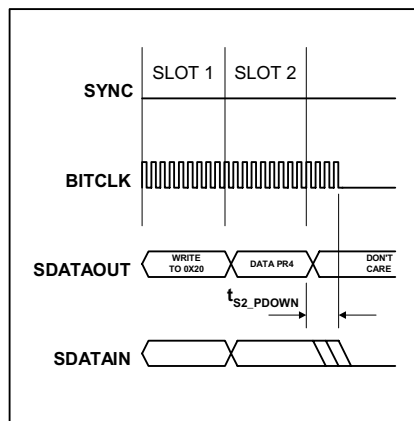 SLOT 1 SLOT 2
SYNC
BITCLK
SDATAOUT
WRITE
TO 0X20
DATA PR4
DON'T
CARE
tS2_PDOWN
SDATAIN